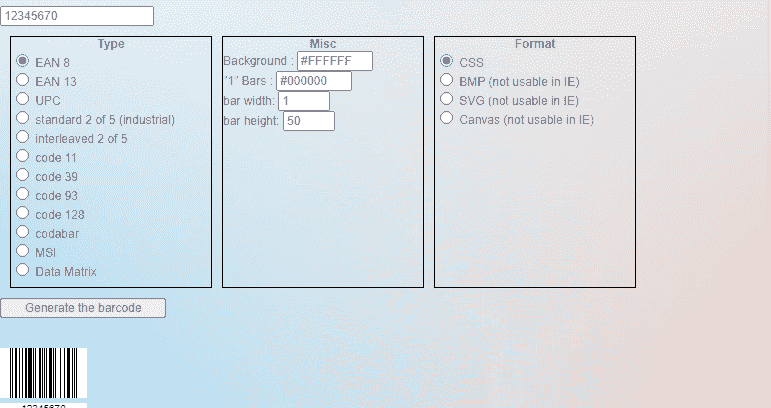 12345670
Type
EAN 8
EAN 13
UPC
standard 2 of 5 (industrial)
interleaved 2 of 5
code 11
code 39
code 93
code 128
codabar
MSI
Data Matrix
Misc
Background : #FFFFFF
"1" Bars : #000000
bar width: 1
bar height: 50
Format
CSS
BMP (not usable in IE)
SVG (not usable in IE)
Canvas (not usable in IE)
Generate the barcode
12345670